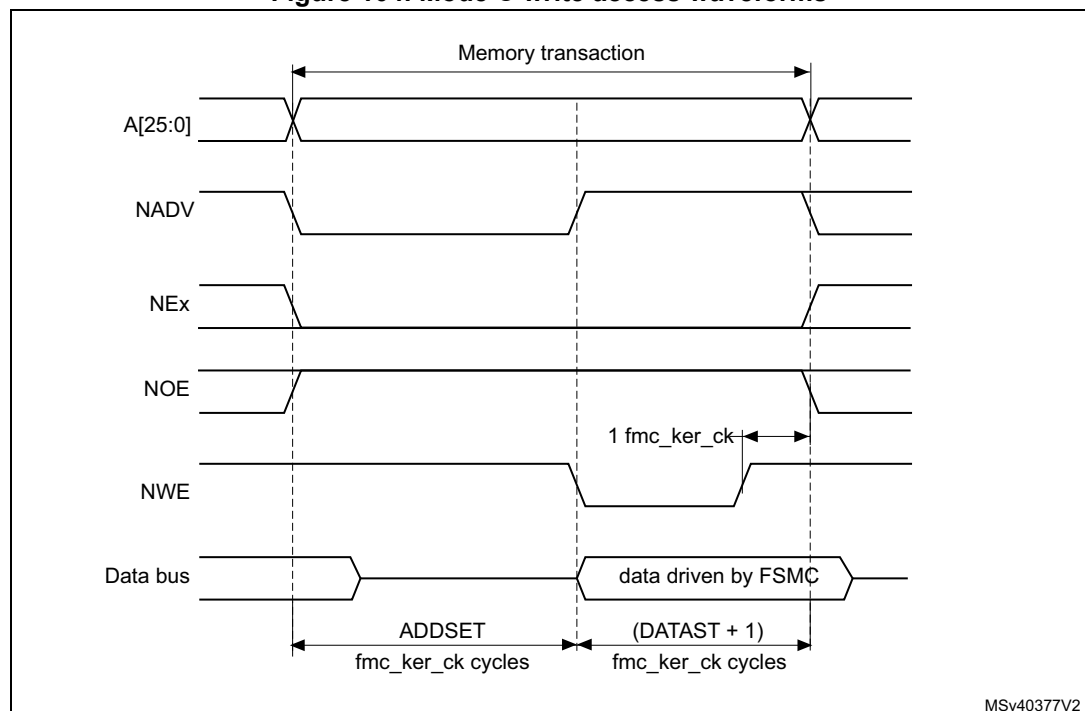 Memory transaction
A[25:0]
NADV
NEx
NOE
1 fmc_ker_ck
NWE
Data bus
data driven by FSMC
ADDSET
fmc_ker_ck cycles
(DATAST + 1)
fmc_ker_ck cycles
MSv40377V2